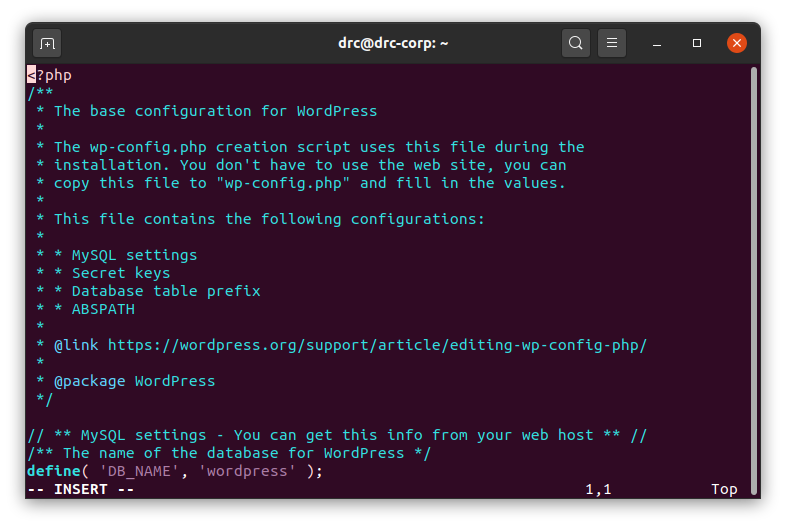 drc@drc-corp: ~
<?php
/**
 * The base configuration for WordPress
 *
 * The wp-config.php creation script uses this file during the
 * installation. You don't have to use the web site, you can
 * copy this file to "wp-config.php" and fill in the values.
 *
 * This file contains the following configurations:
 *
 * * MySQL settings
 * * Secret keys
 * * Database table prefix
 * * ABSPATH
 *
 * @link https://wordpress.org/support/article/editing-wp-config-php/
 *
 * @package WordPress
 */

// ** MySQL settings - You can get this info from your web host ** //
/** The name of the database for WordPress */
define( 'DB_NAME', 'wordpress' );
-- INSERT -- 1,1 Top